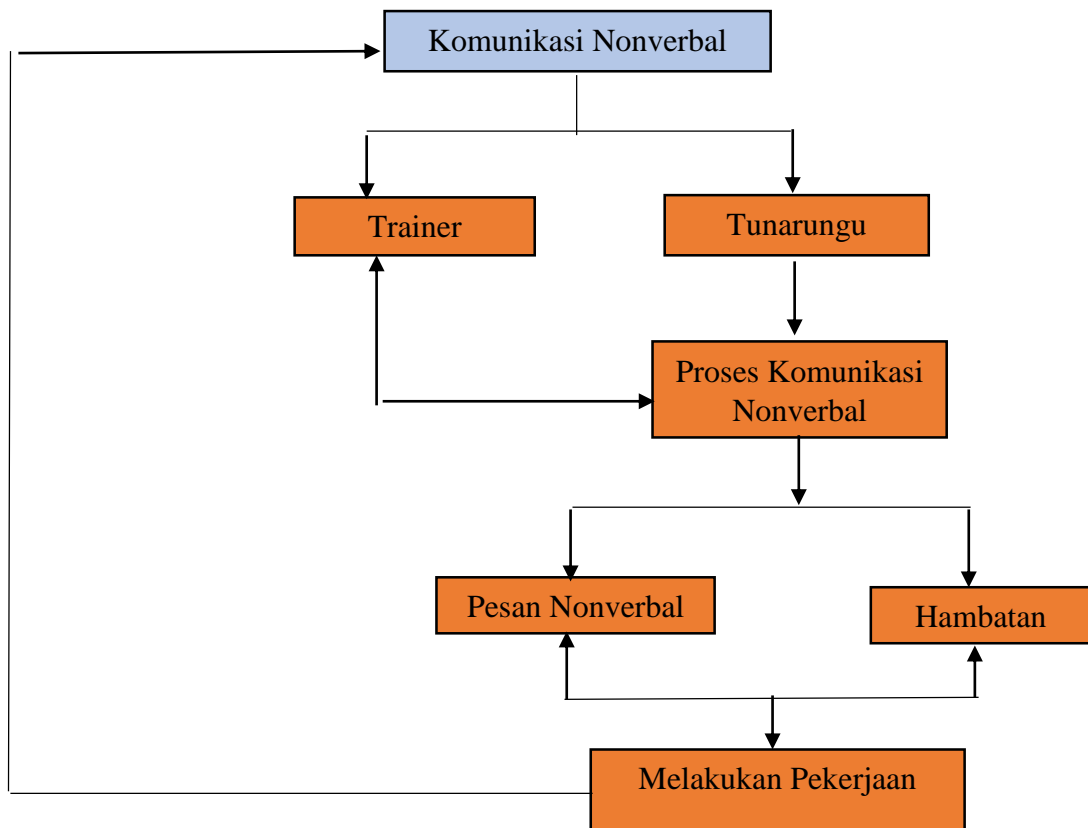 Komunikasi Nonverbal
Trainer
Tunarungu
Proses Komunikasi
Nonverbal
Pesan Nonverbal
Hambatan
Melakukan Pekerjaan